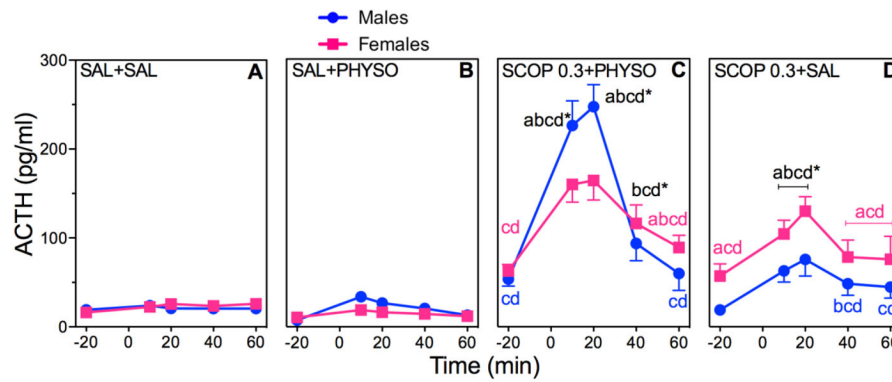 Males
Females
SAL+SAL A
SAL+PHYSO B
SCOP 0.3+PHYSO C
SCOP 0.3+SAL D
ACTH (pg/ml)
300
200
100
0
abcd*
abcd*
bcd*
abcd
cd
cd
cd
abcd*
acd
acd
bcd
cd
-20 0 20 40 60
-20 0 20 40 60
-20 0 20 40 60
-20 0 20 40 60
Time (min)